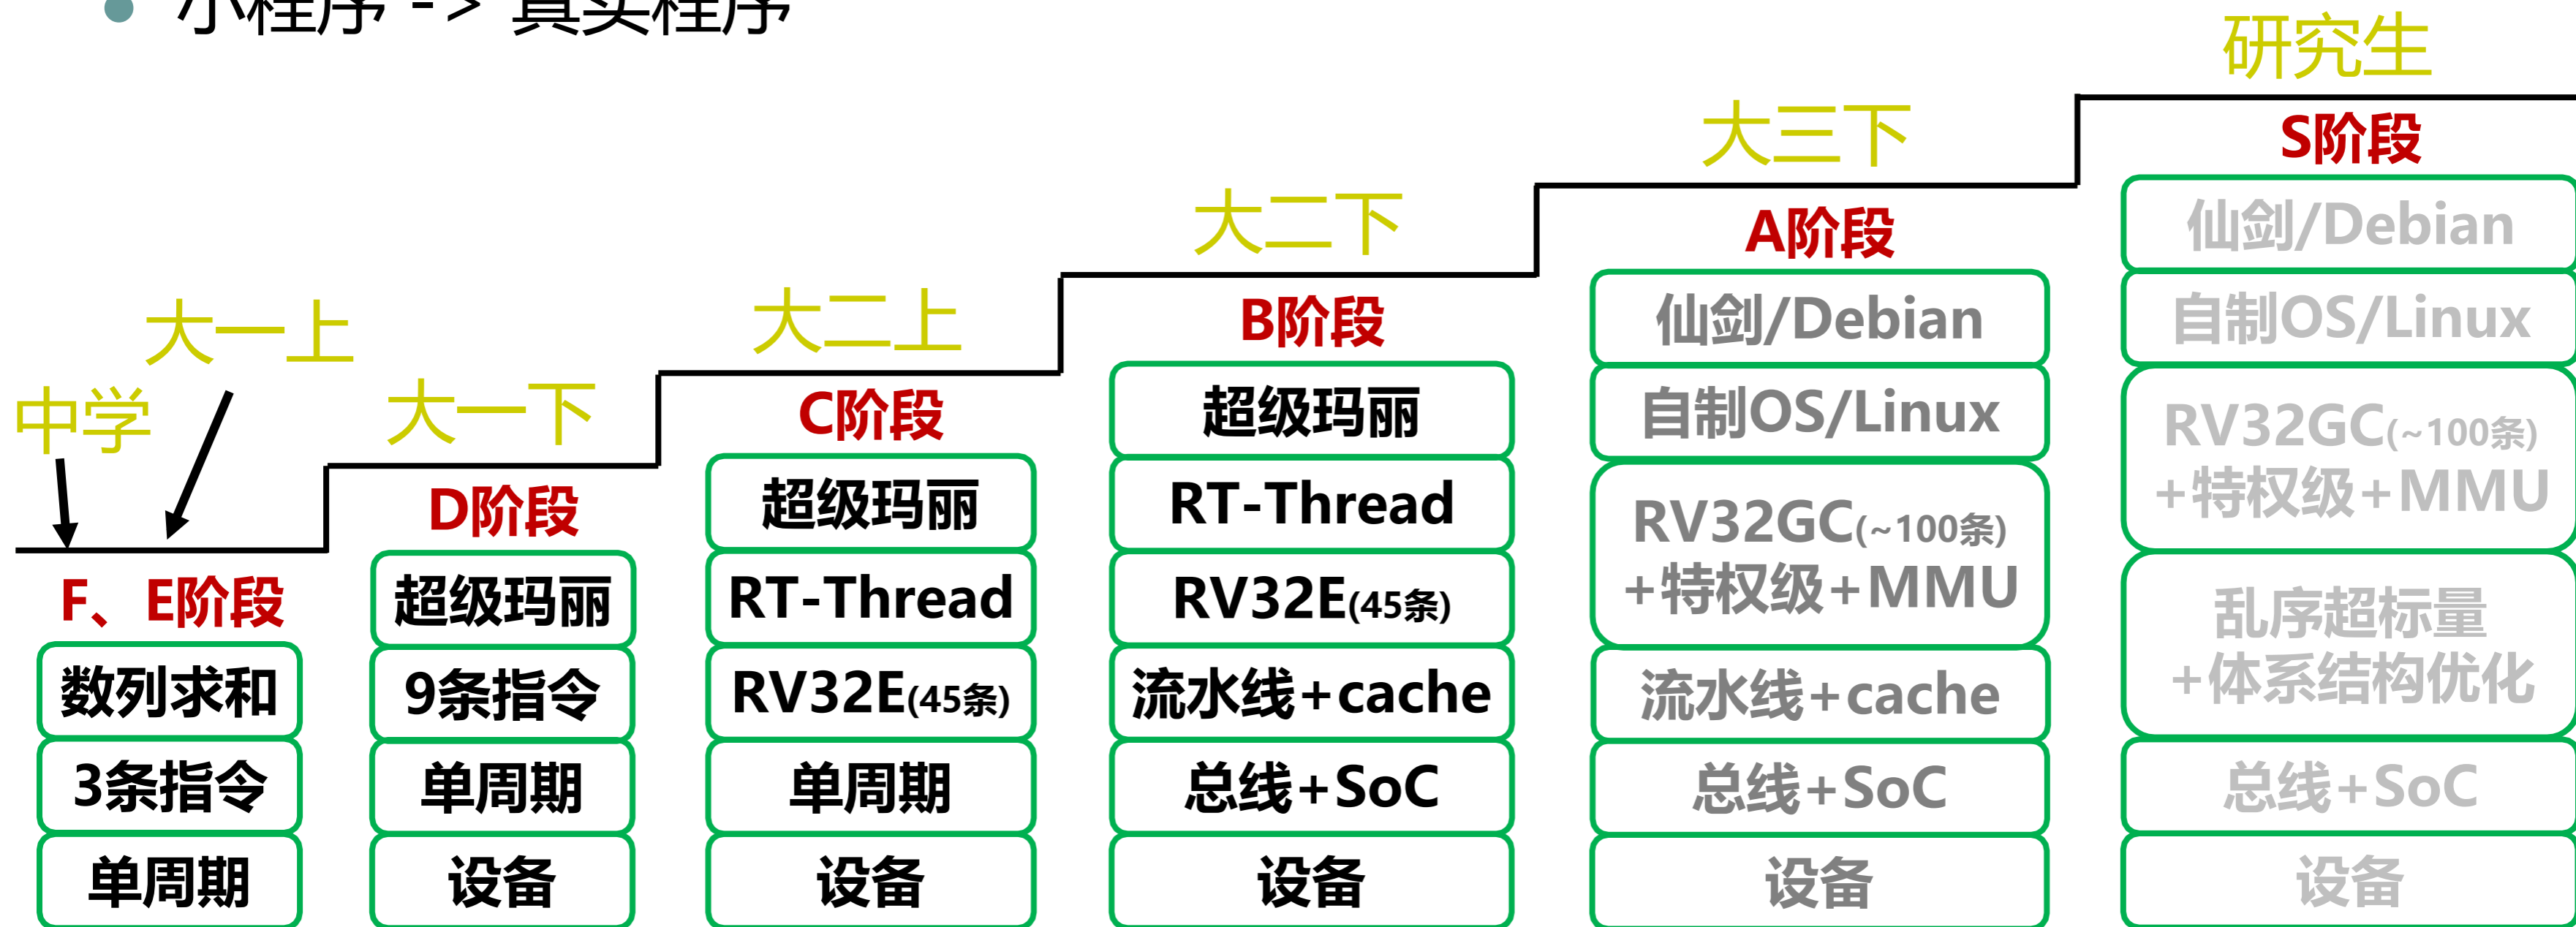 小程序 -> 真实程序
中学
大一上
F、E阶段
数列求和
3条指令
单周期
大一下
D阶段
超级玛丽
9条指令
单周期
设备
大二上
C阶段
超级玛丽
RT-Thread
RV32E(45条)
单周期
设备
大二下
B阶段
超级玛丽
RT-Thread
RV32E(45条)
流水线+cache
总线+SoC
设备
大三下
A阶段
仙剑/Debian
自制OS/Linux
RV32GC(~100条)
+特权级+MMU
流水线+cache
总线+SoC
设备
研究生
S阶段
仙剑/Debian
自制OS/Linux
RV32GC(~100条)
+特权级+MMU
乱序超标量
+体系结构优化
总线+SoC
设备